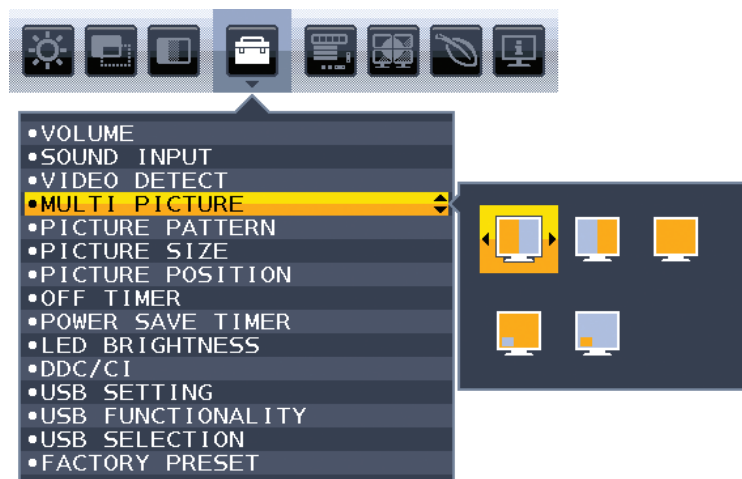 •VOLUME
•SOUND INPUT
•VIDEO DETECT
•MULTI PICTURE
•PICTURE PATTERN
•PICTURE SIZE
•PICTURE POSITION
•OFF TIMER
•POWER SAVE TIMER
•LED BRIGHTNESS
•DDC/CI
•USB SETTING
•USB FUNCTIONALITY
•USB SELECTION
•FACTORY PRESET